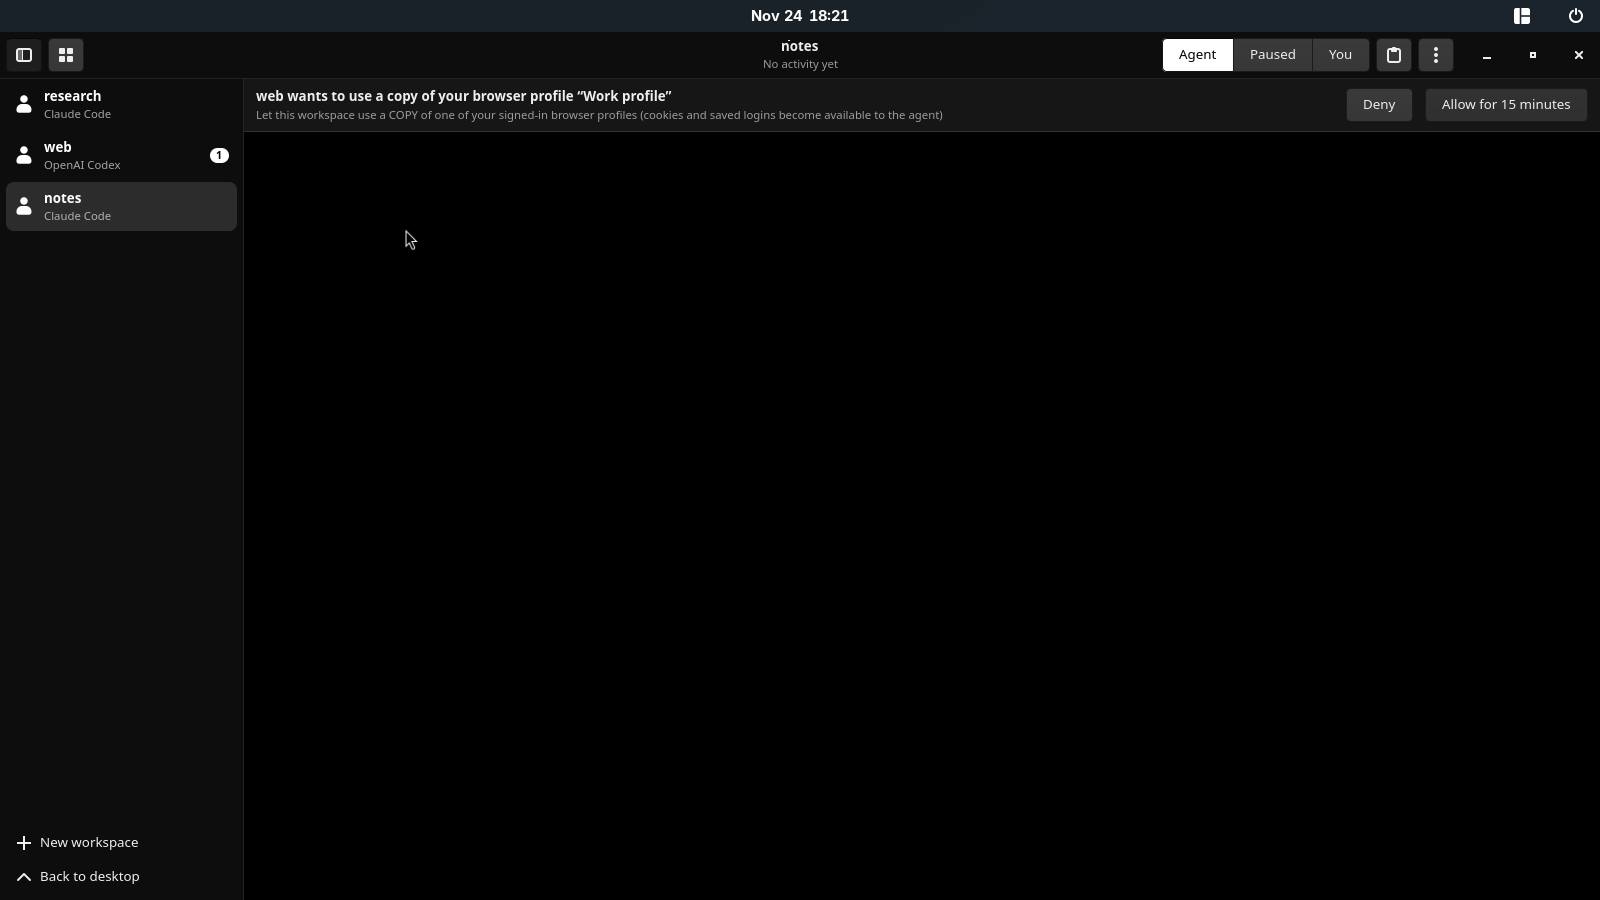 Nov 24 18:21
notes
No activity yet
Agent
Paused
You
research
Claude Code
web
OpenAI Codex
1
notes
Claude Code
web wants to use a copy of your browser profile “Work profile”
Let this workspace use a COPY of one of your signed-in browser profiles (cookies and saved logins become available to the agent)
Deny
Allow for 15 minutes
New workspace
Back to desktop